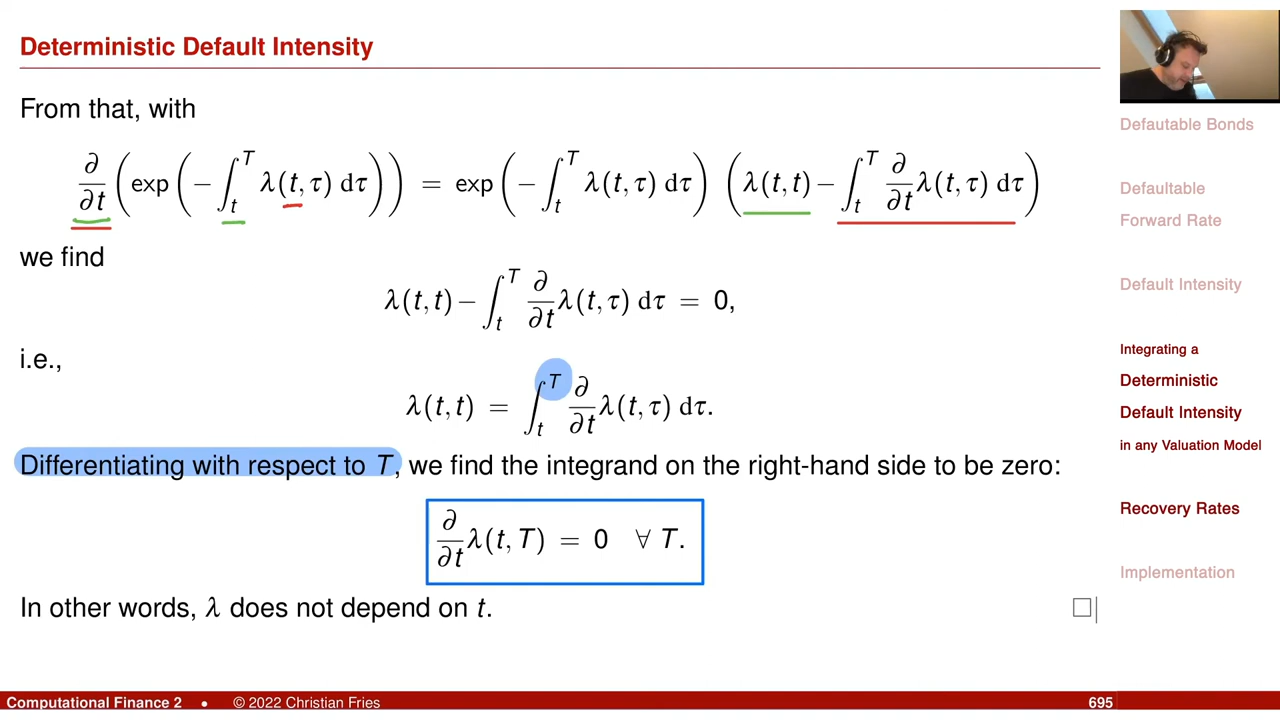 Deterministic Default Intensity
From that, with
∂/∂t (exp(−∫_t^T λ(t,τ) dτ)) = exp(−∫_t^T λ(t,τ) dτ) (λ(t,t) − ∫_t^T ∂/∂t λ(t,τ) dτ)
we find
λ(t,t) − ∫_t^T ∂/∂t λ(t,τ) dτ = 0,
i.e.,
λ(t,t) = ∫_t^T ∂/∂t λ(t,τ) dτ.
Differentiating with respect to T, we find the integrand on the right-hand side to be zero:
∂/∂t λ(t,T) = 0 ∀ T.
In other words, λ does not depend on t. □
Defautable Bonds
Defaultable
Forward Rate
Default Intensity
Integrating a
Deterministic
Default Intensity
in any Valuation Model
Recovery Rates
Implementation
Computational Finance 2 • © 2022 Christian Fries 695